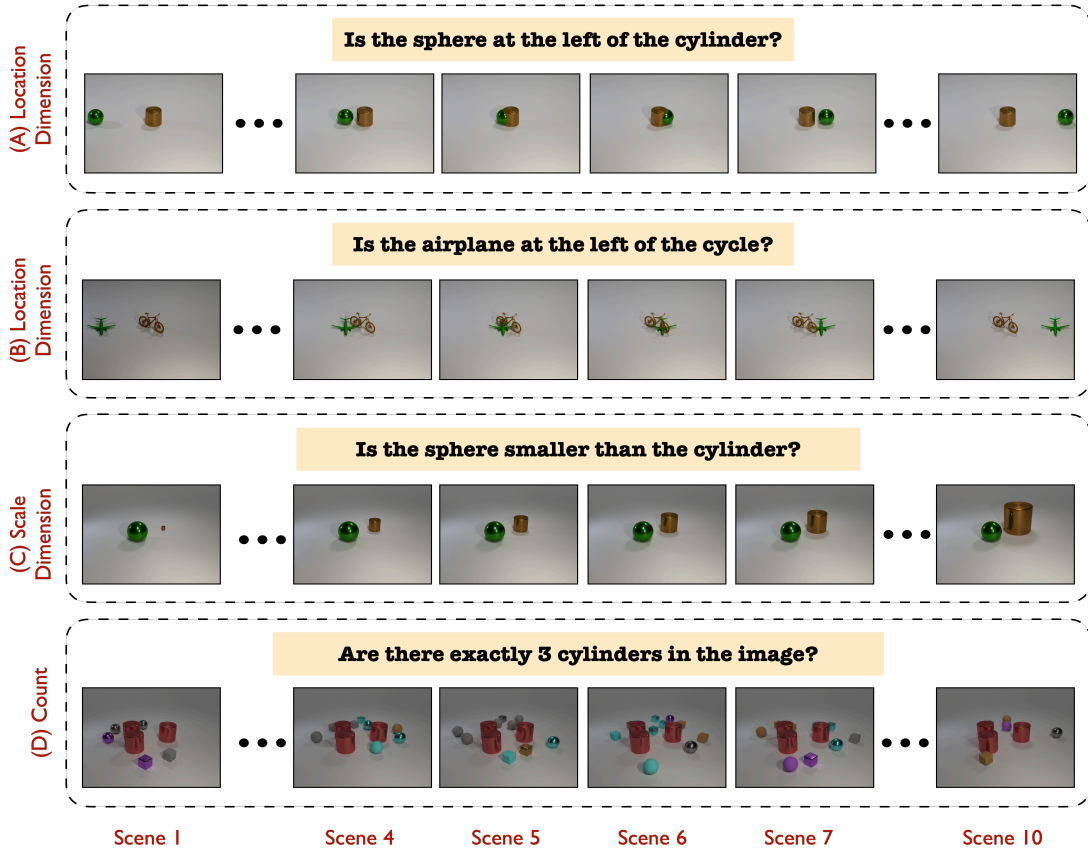 (A) Location
Dimension
Is the sphere at the left of the cylinder?
(B) Location
Dimension
Is the airplane at the left of the cycle?
(C) Scale
Dimension
Is the sphere smaller than the cylinder?
(D) Count
Are there exactly 3 cylinders in the image?
Scene 1
Scene 4
Scene 5
Scene 6
Scene 7
Scene 10